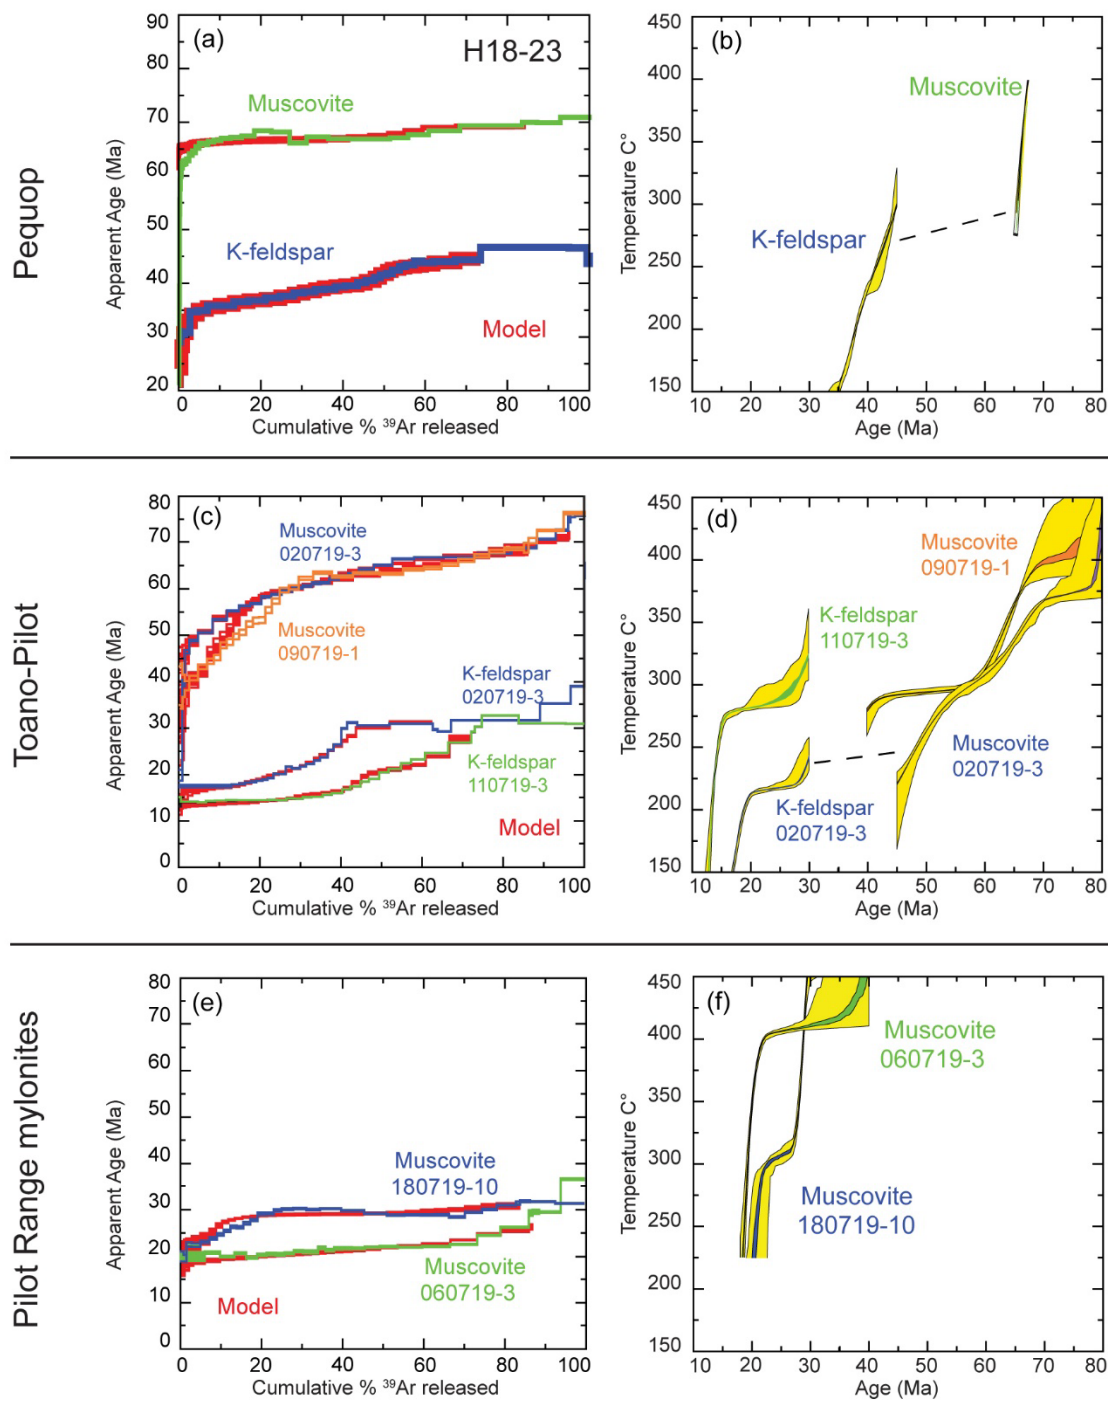 Pequop
(a)
H18-23
Muscovite
K-feldspar
Model
Apparent Age (Ma)
90
80
70
60
50
40
30
20
0 20 40 60 80 100
Cumulative % ³⁹Ar released
(b)
Muscovite
K-feldspar
Temperature C°
450
400
350
300
250
200
150
10 20 30 40 50 60 70 80
Age (Ma)
Toano-Pilot
(c)
Muscovite
020719-3
Muscovite
090719-1
K-feldspar
020719-3
K-feldspar
110719-3
Model
Apparent Age (Ma)
80
70
60
50
40
30
20
10
0
0 20 40 60 80 100
Cumulative % ³⁹Ar released
(d)
Muscovite
090719-1
K-feldspar
110719-3
Muscovite
020719-3
K-feldspar
020719-3
Temperature C°
450
400
350
300
250
200
150
10 20 30 40 50 60 70 80
Age (Ma)
Pilot Range mylonites
(e)
Muscovite
180719-10
Muscovite
060719-3
Model
Apparent Age (Ma)
80
70
60
50
40
30
20
10
0
0 20 40 60 80 100
Cumulative % ³⁹Ar released
(f)
Muscovite
060719-3
Muscovite
180719-10
Temperature C°
450
400
450
300
250
200
150
10 20 30 40 50 60 70 80
Age (Ma)